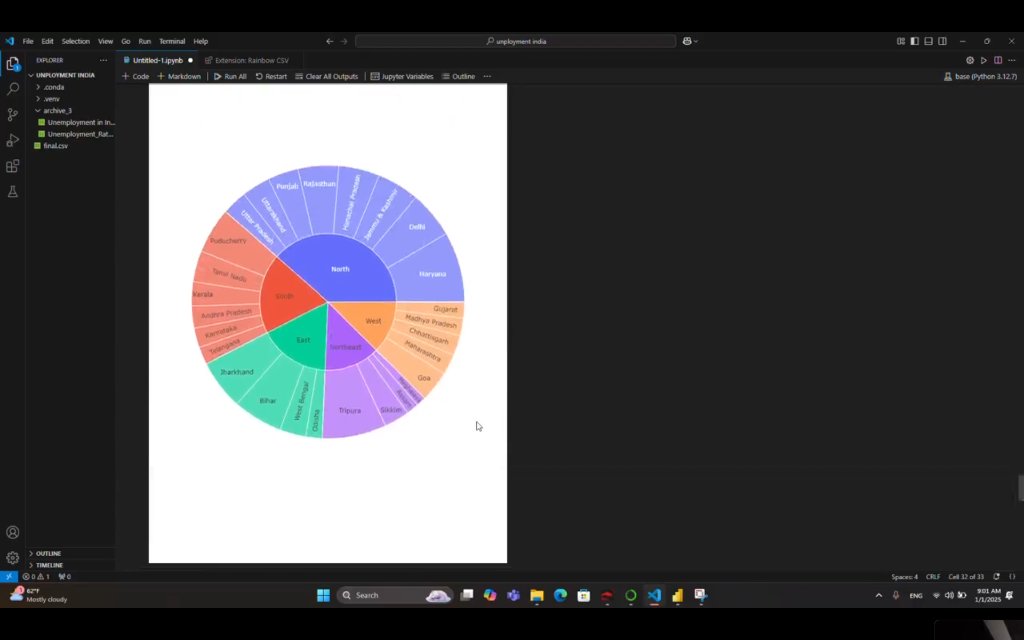 File Edit Selection View Go Run Terminal Help
unployment india
EXPLORER
Untitled-1.ipynb
Extension: Rainbow CSV
UNPLOYMENT INDIA
Code Markdown Run All Restart Clear All Outputs Jupyter Variables Outline
base (Python 3.12.7)
.conda
.venv
archive_3
Unemployment in In...
Unemployment_Rat...
final.csv
North
Uttar Pradesh
Uttarakhand
Punjab
Rajasthan
Himachal Pradesh
Jammu & Kashmir
Delhi
Haryana
South
Puducherry
Tamil Nadu
Kerala
Andhra Pradesh
Karnataka
Telangana
East
Jharkhand
Bihar
West Bengal
Odisha
Northeast
Tripura
Sikkim
Assam
Meghalaya
West
Gujarat
Madhya Pradesh
Chhattisgarh
Maharashtra
Goa
OUTLINE
TIMELINE
0 1 0
Spaces: 4 CRLF Cell 32 of 33
62°F
Mostly cloudy
Search
ENG
9:01 AM
1/1/2025